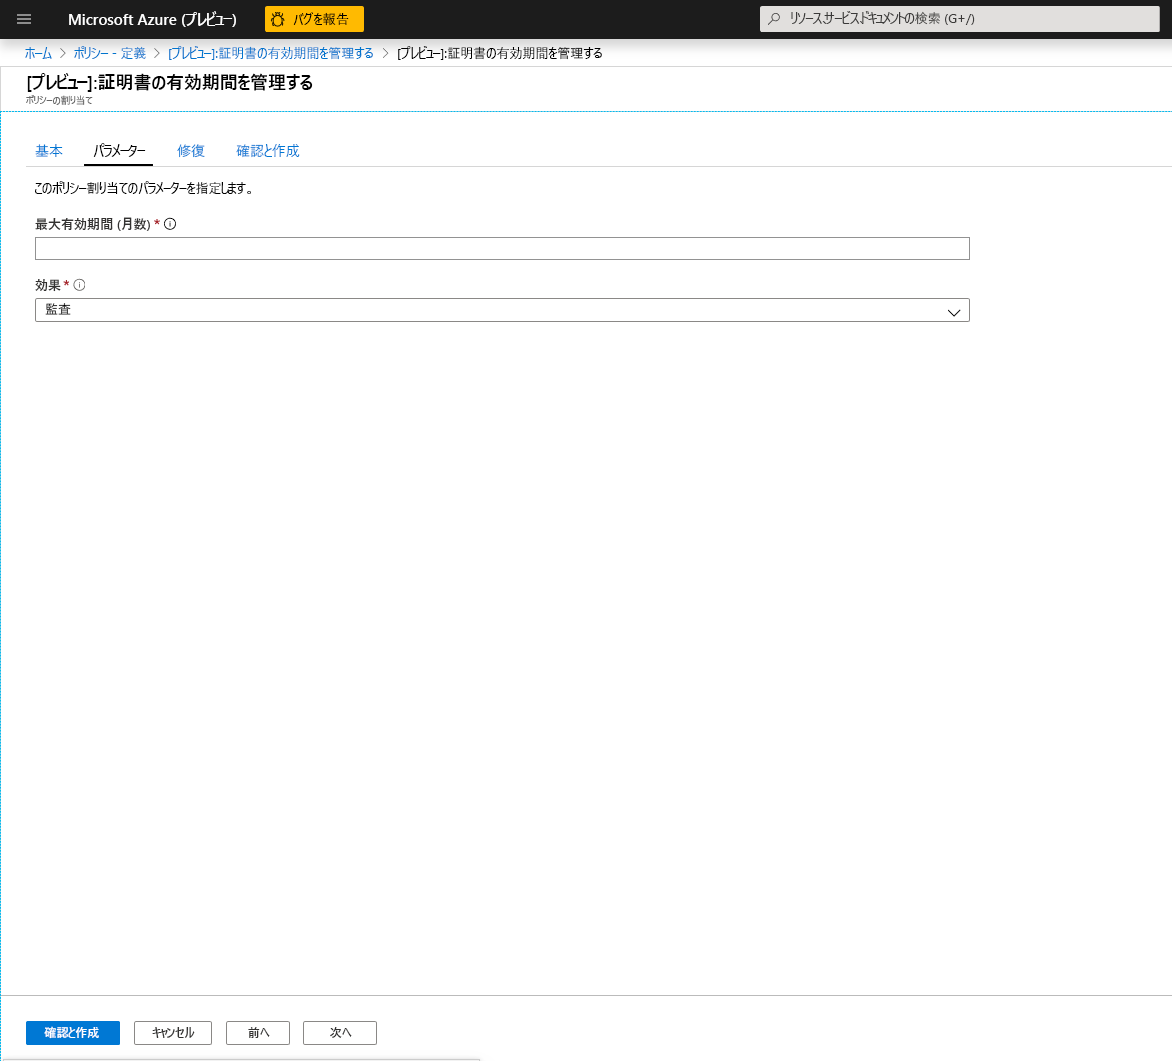 Microsoft Azure (プレビュー) バグを報告 リソース サービス ドキュメントの検索 (G+/)
ホーム > ポリシー - 定義 > [プレビュー]:証明書の有効期間を管理する > [プレビュー]:証明書の有効期間を管理する
[プレビュー]:証明書の有効期間を管理する
ポリシーの割り当て
基本 パラメーター 修復 確認と作成
このポリシー割り当てのパラメーターを指定します。
最大有効期間 (月数) *
効果 *
監査
確認と作成 キャンセル 前へ 次へ